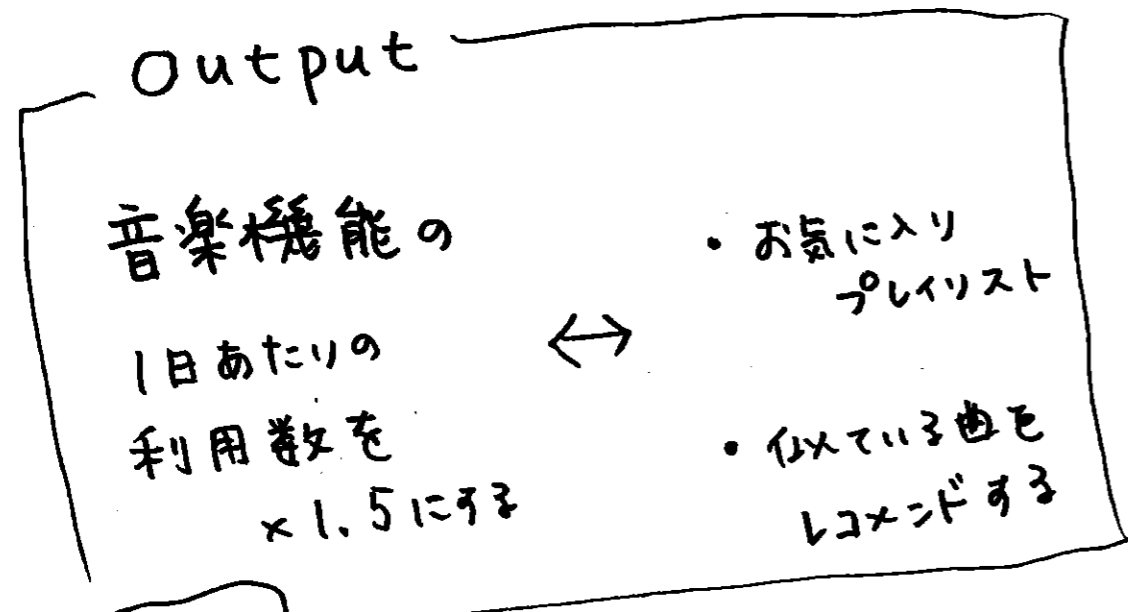 Output
音楽機能の
1日あたりの
利用数を
×1.5にする
↔
・お気に入り
プレイリスト
・似ている曲を
レコメンドする